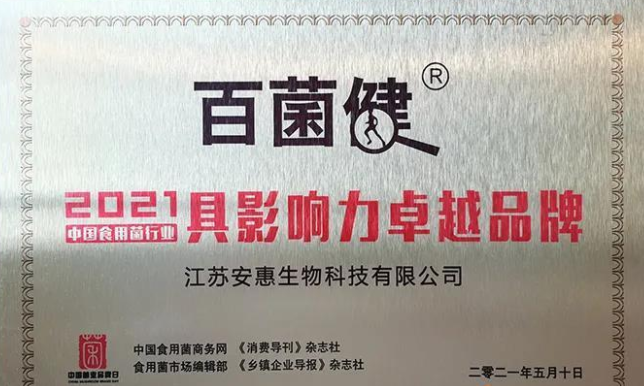 百菌健®
2021
中国食用菌行业
具影响力卓越品牌
江苏安惠生物科技有限公司
中国食用菌商务网 《消费导刊》杂志社
食用菌市场编辑部 《乡镇企业导报》杂志社
二零二一年五月十日